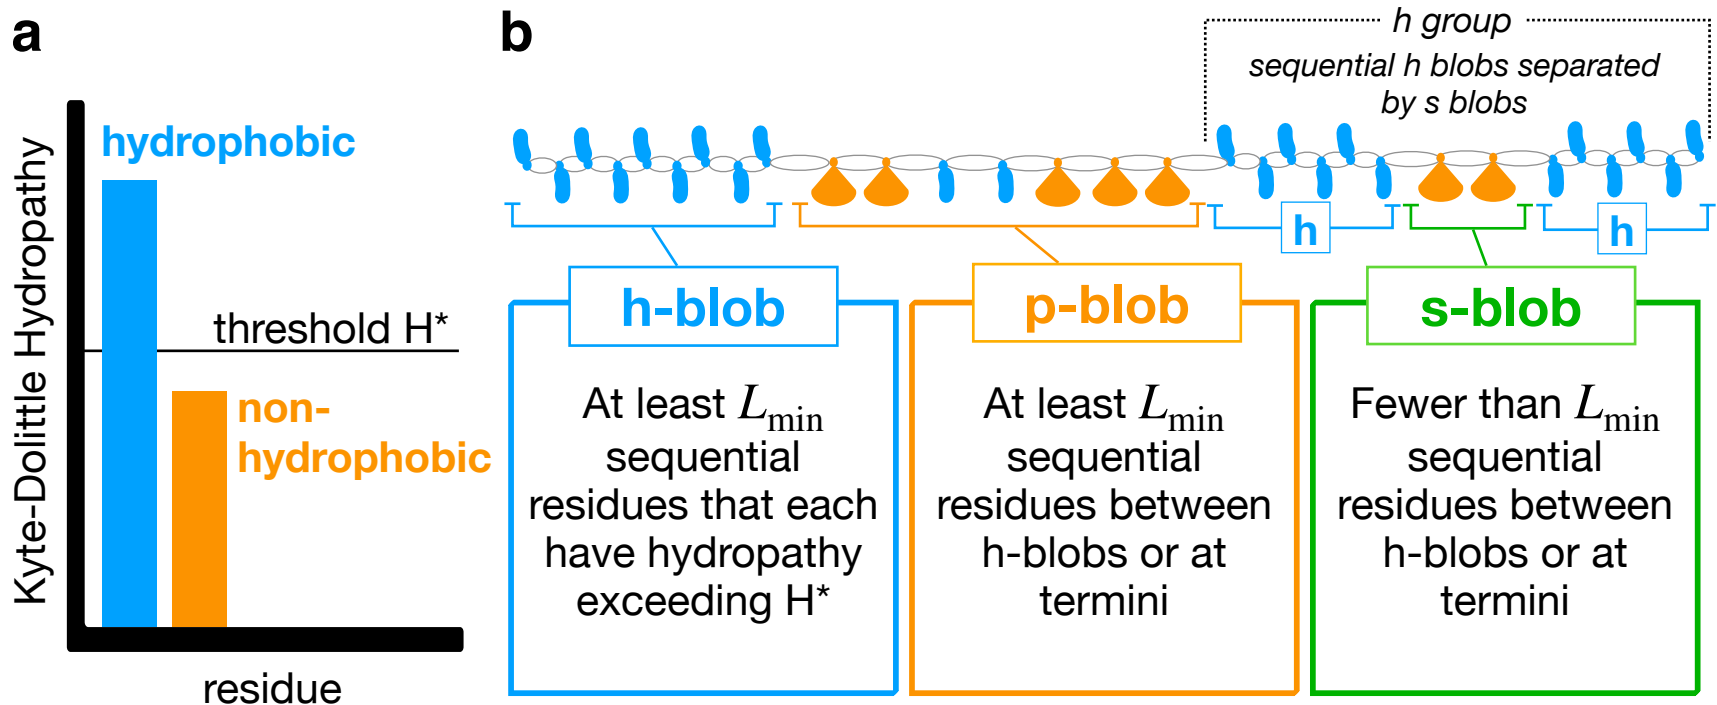 a
Kyte-Dolittle Hydropathy
hydrophobic
threshold H*
non-
hydrophobic
residue
b
h group
sequential h blobs separated
by s blobs
h
h
h-blob
At least Lmin
sequential
residues that each
have hydropathy
exceeding H*
p-blob
At least Lmin
sequential
residues between
h-blobs or at
termini
s-blob
Fewer than Lmin
sequential
residues between
h-blobs or at
termini